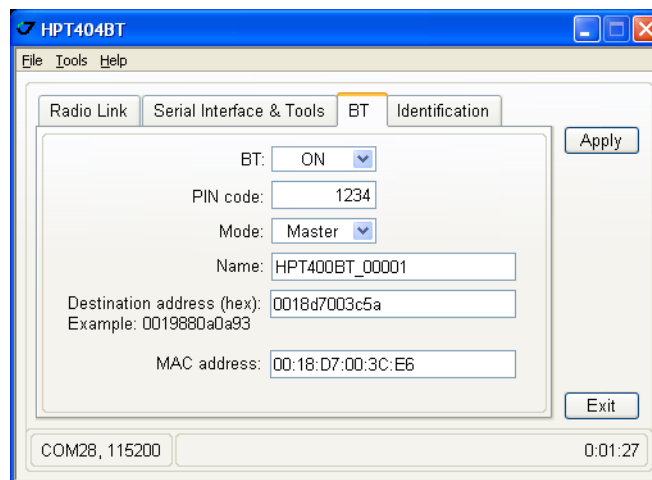 HPT404BT
File Tools Help
Radio Link Serial Interface & Tools BT Identification
Apply
BT: ON
PIN code: 1234
Mode: Master
Name: HPT400BT_00001
Destination address (hex): 0018d7003c5a
Example: 0019880a0a93
MAC address: 00:18:D7:00:3C:E6
Exit
COM28, 115200 0:01:27